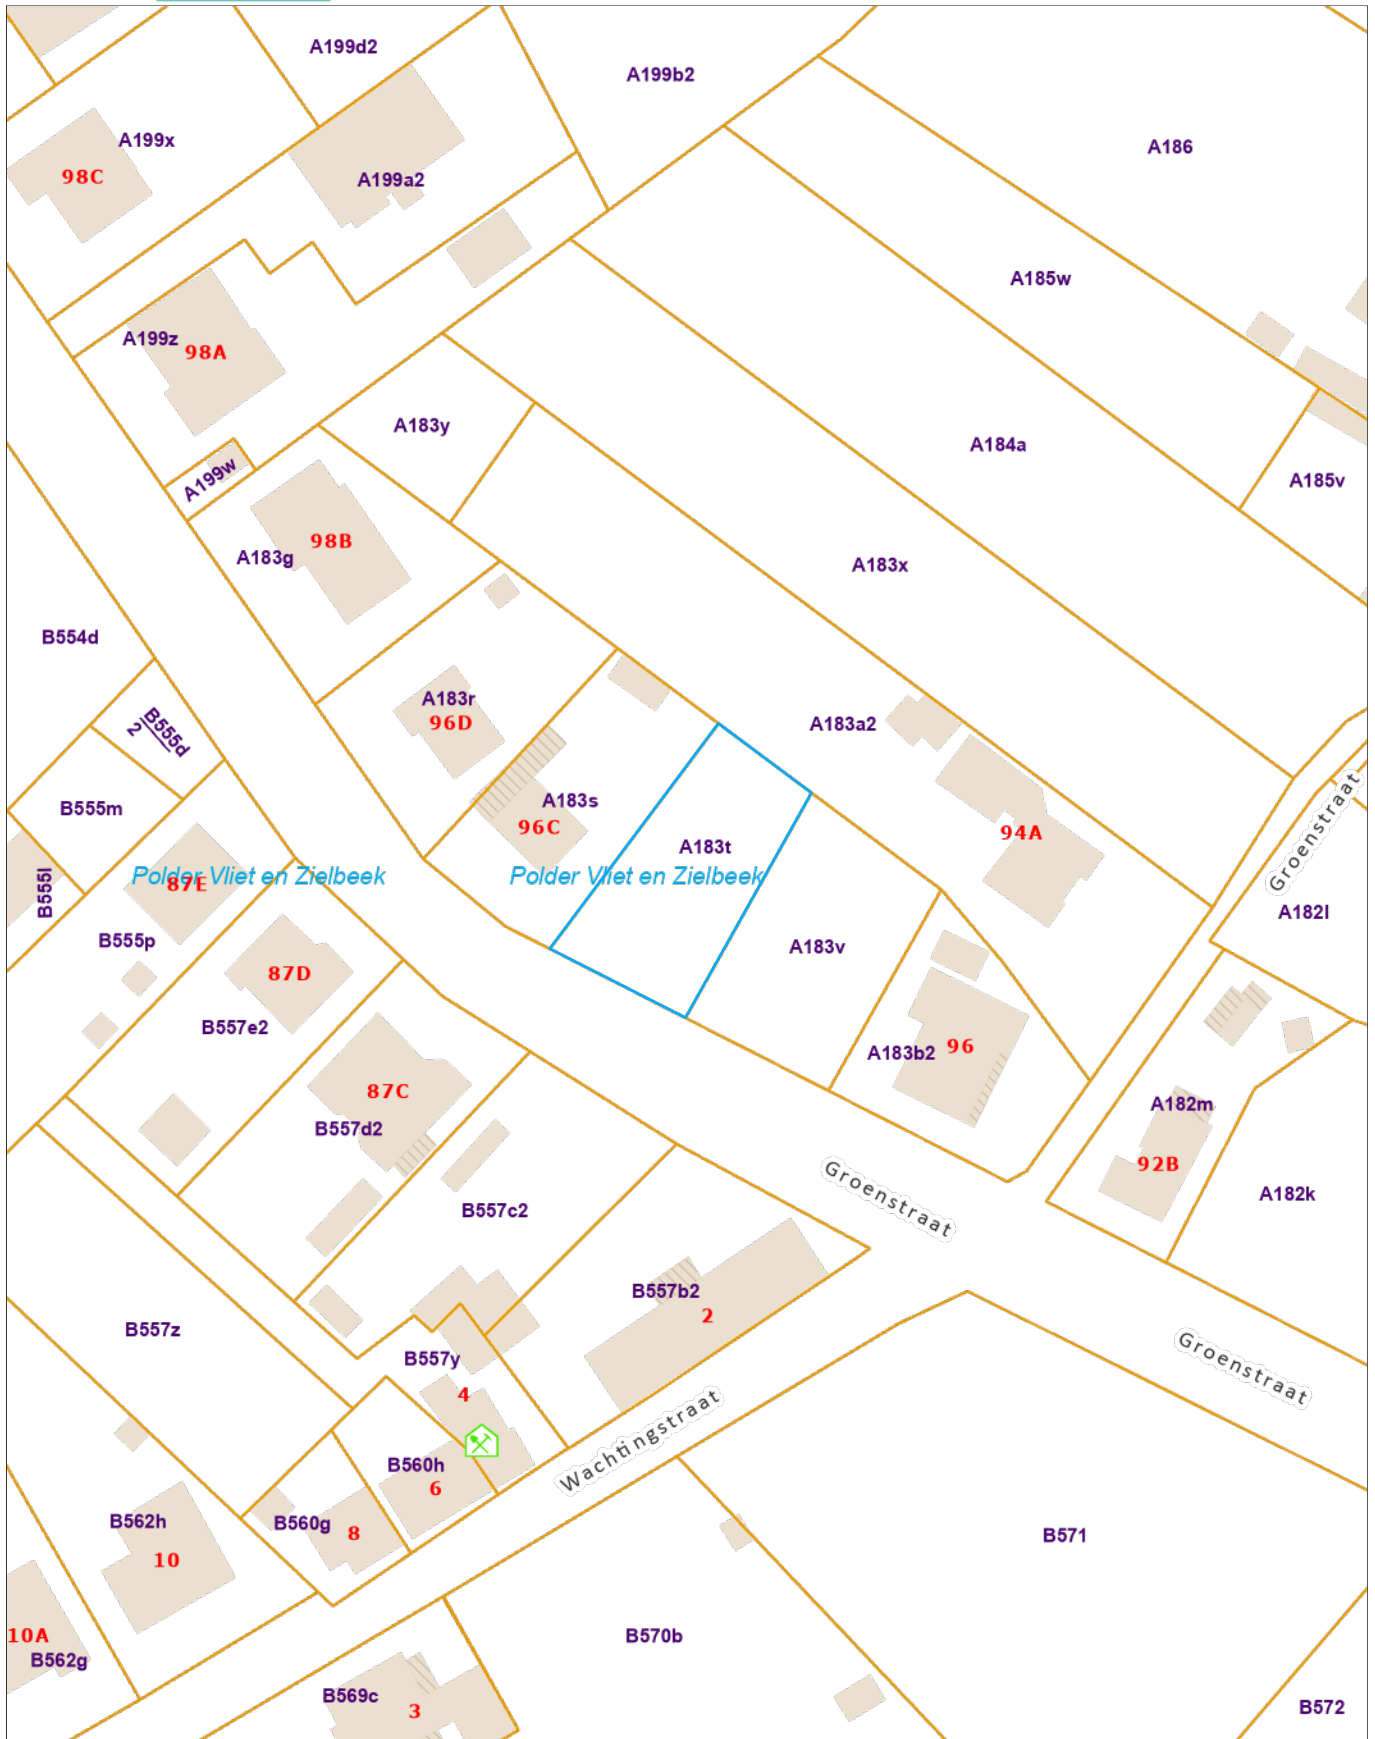 A199d2
A199b2
A199x
A186
98C
A199a2
A185w
A199z
98A
A183y
A184a
A199w
A185v
98B
A183g
A183x
B554d
A183r
96D
A183a2
B555d
2
A183s
B555m
96C
94A
Groenstraat
A183t
Polder Vliet en Zielbeek
Polder Vliet en Zielbeek
87E
B555l
A182l
B555p
A183v
87D
B557e2
A183b2
96
87C
A182m
B557d2
92B
A182k
Groenstraat
B557c2
B557b2
2
B557z
B557y
Groenstraat
4
Wachtingstraat
B560h
6
B562h
B560g
8
B571
10
10A
B562g
B570b
B569c
3
B572